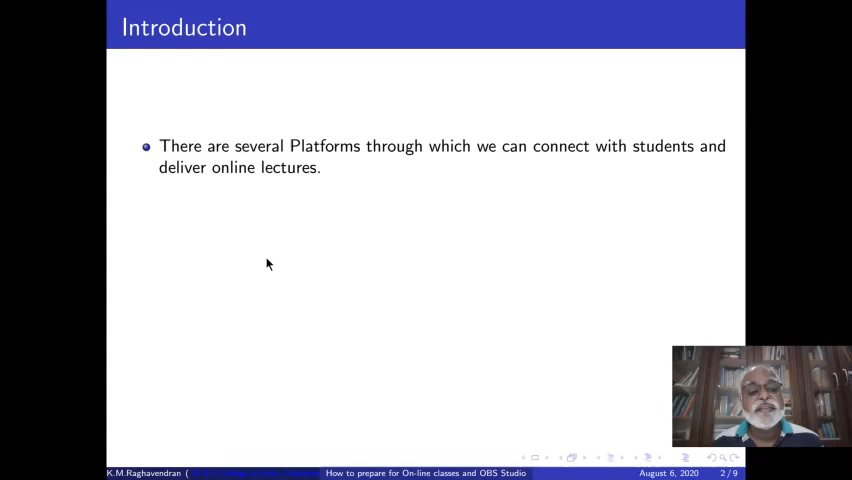 Introduction
There are several Platforms through which we can connect with students and
deliver online lectures.
K.M.Raghavendran ( How to prepare for On-line classes and OBS Studio August 6, 2020 2 / 9